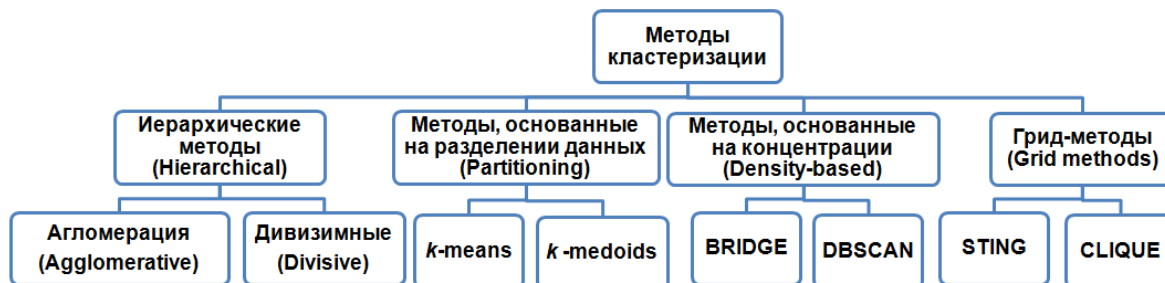 Методы
кластеризации
Иерархические
методы
(Hierarchical)
Методы, основанные
на разделении данных
(Partitioning)
Методы, основанные
на концентрации
(Density-based)
Грид-методы
(Grid methods)
Агломерация
(Agglomerative)
Дивизимные
(Divisive)
k-means
k -medoids
BRIDGE
DBSCAN
STING
CLIQUE